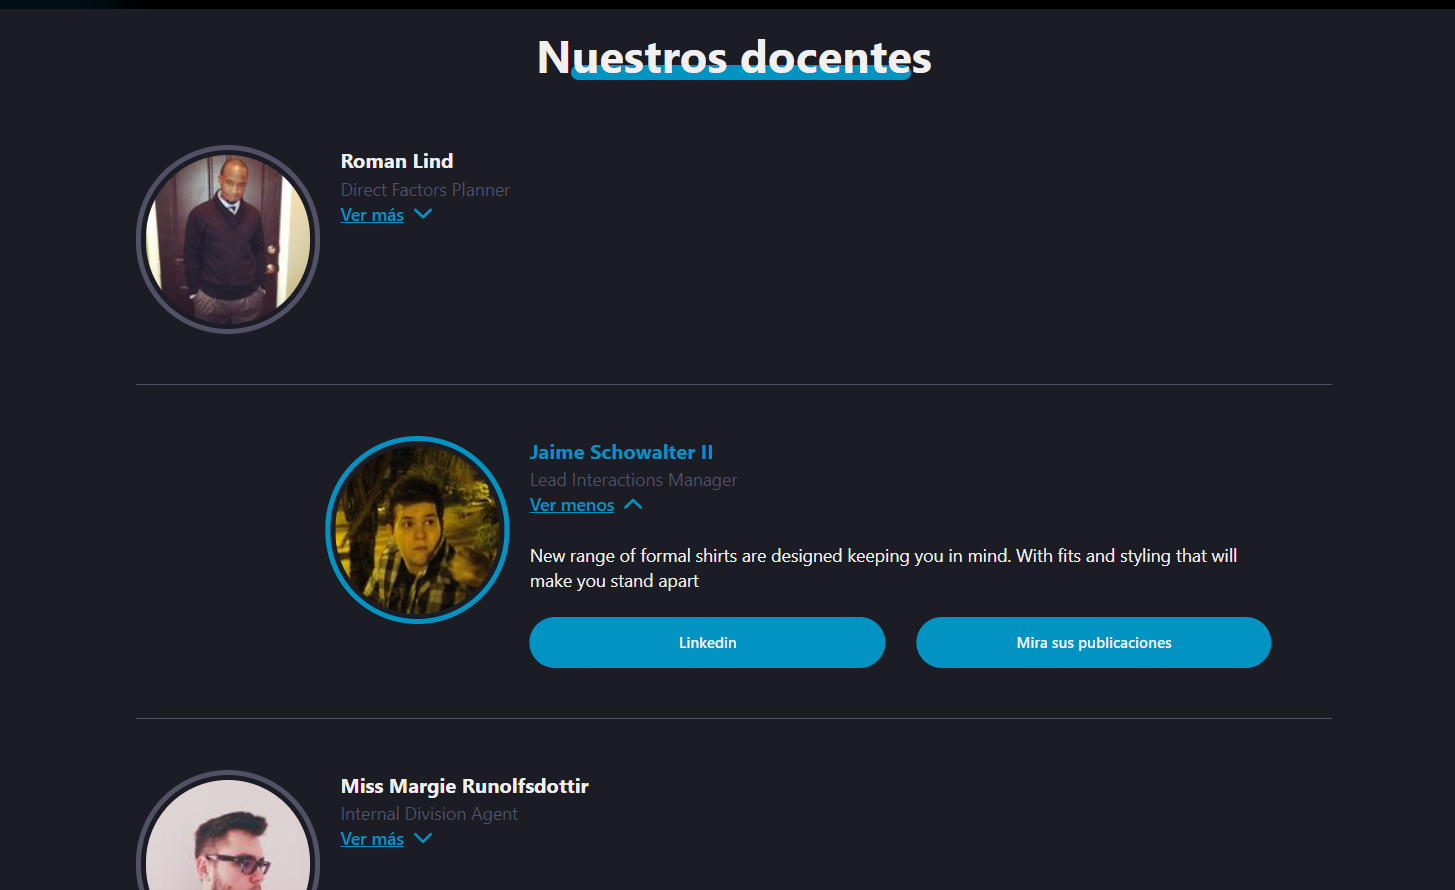 Nuestros docentes
Roman Lind
Direct Factors Planner
Ver más
Jaime Schowalter II
Lead Interactions Manager
Ver menos
New range of formal shirts are designed keeping you in mind. With fits and styling that will
make you stand apart
Linkedin
Mira sus publicaciones
Miss Margie Runolfsdottir
Internal Division Agent
Ver más